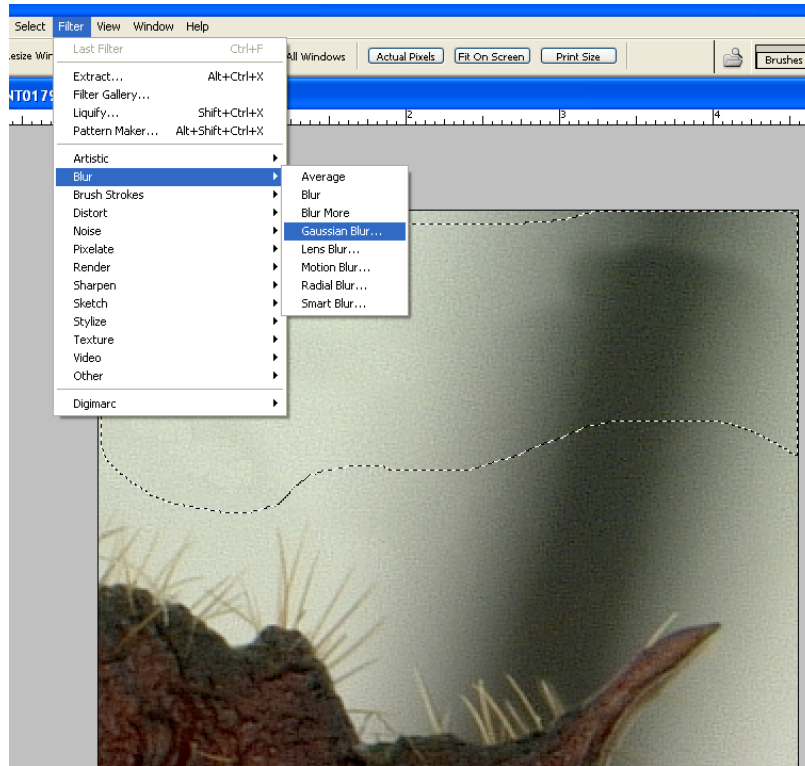 Select Filter View Window Help
esize Win
All Windows Actual Pixels Fit On Screen Print Size Brushes
Last Filter Ctrl+F
Extract... Alt+Ctrl+X
Filter Gallery...
Liquify... Shift+Ctrl+X
Pattern Maker... Alt+Shift+Ctrl+X
NT0179
2 3 4
Artistic
Blur
Brush Strokes
Distort
Noise
Pixelate
Render
Sharpen
Sketch
Stylize
Texture
Video
Other
Digimarc
Average
Blur
Blur More
Gaussian Blur...
Lens Blur...
Motion Blur...
Radial Blur...
Smart Blur...